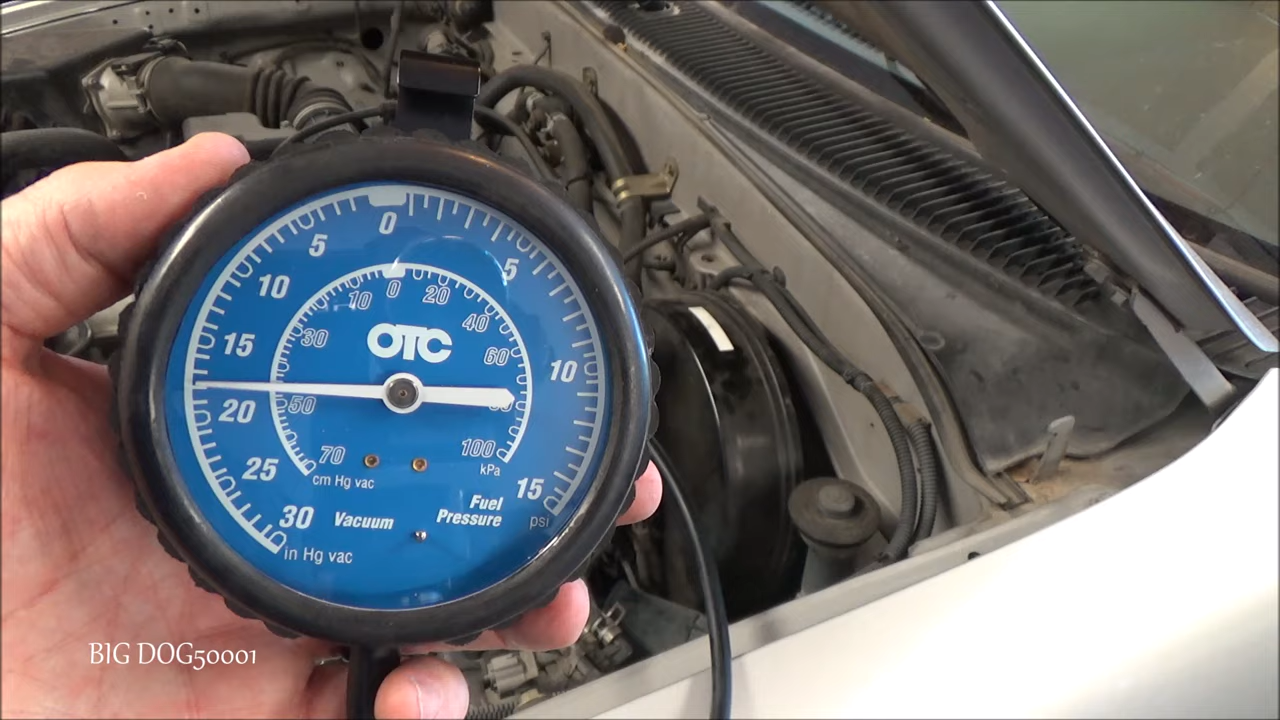 0
5
5
10
10
15
15
20
25
30
in Hg vac
psi
0
10
20
30
40
50
60
70
100
cm Hg vac
kPa
OTC
Vacuum
Fuel
Pressure
BIG DOG50001